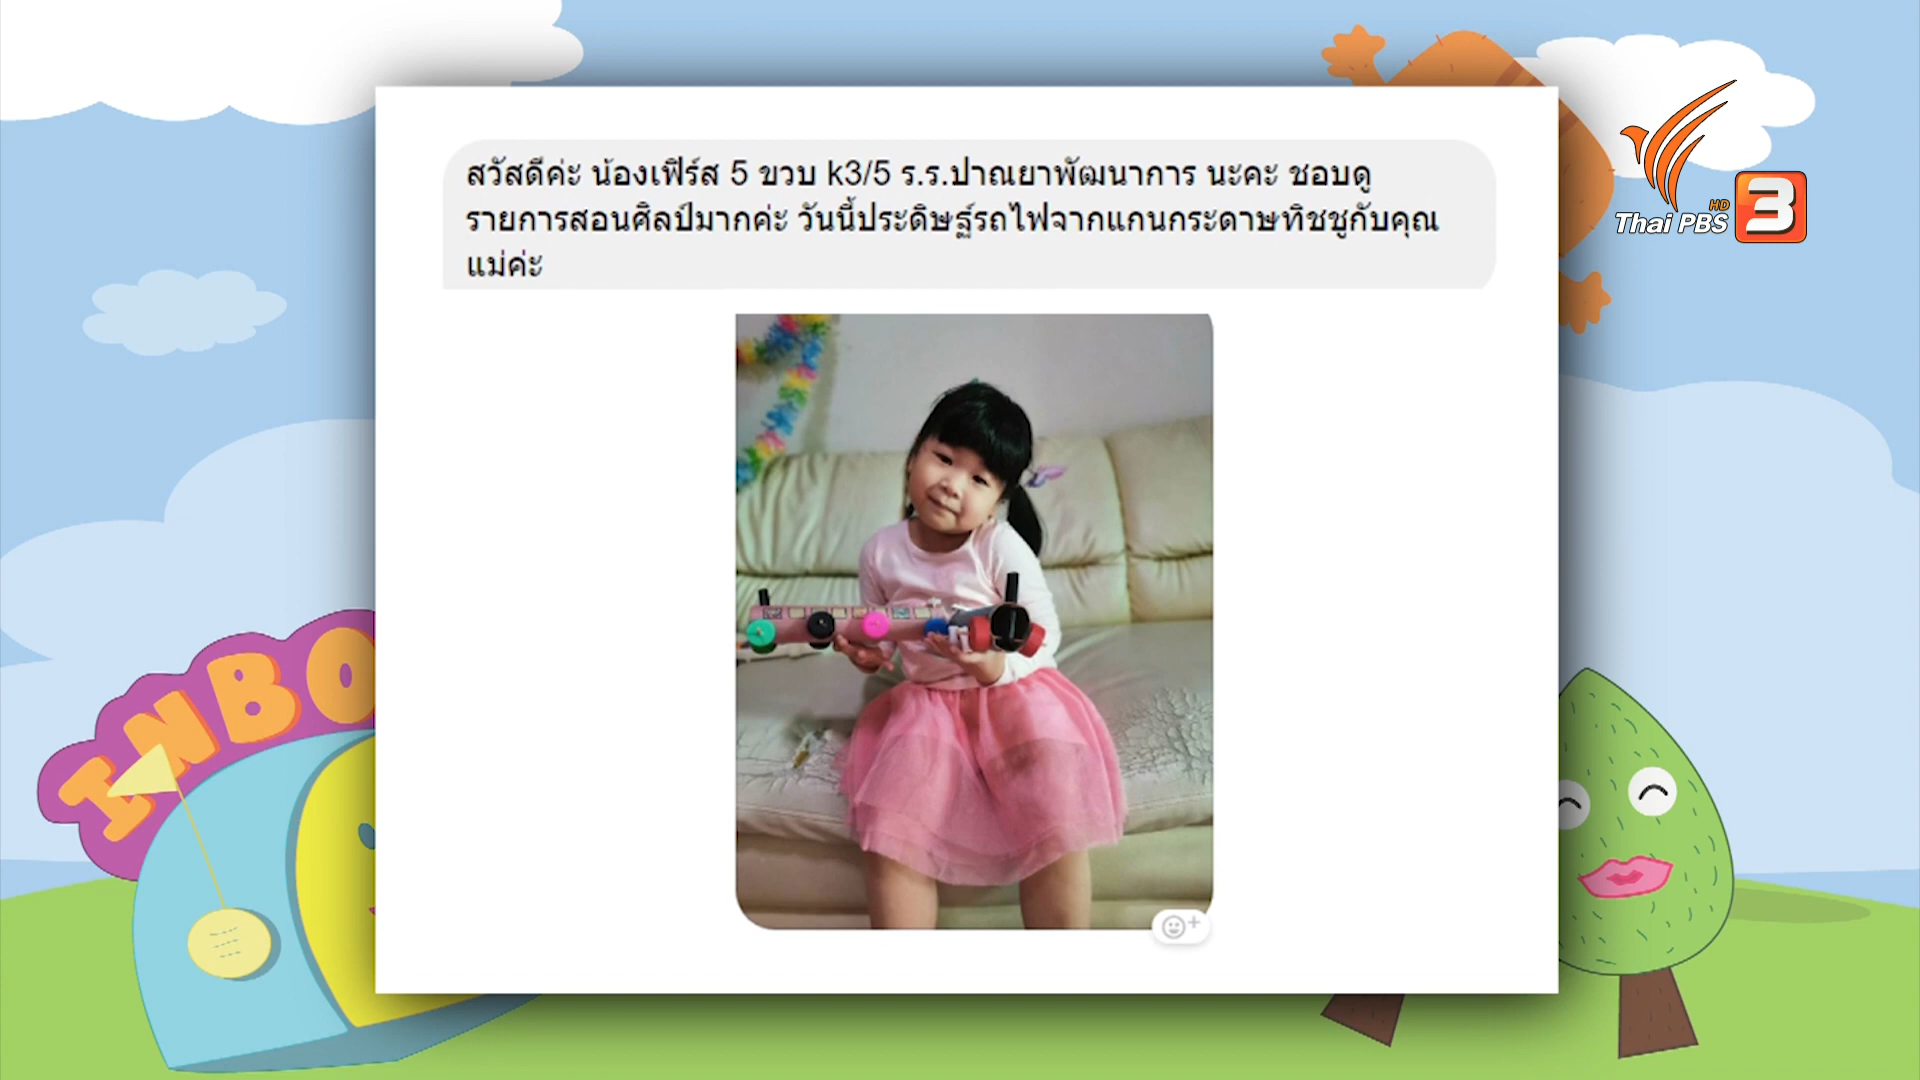 สวัสดีค่ะ น้องเฟิร์ส 5 ขวบ k3/5 ร.ร.ปาณยาพัฒนาการ นะคะ ชอบดู
รายการสอนศิลป์มากค่ะ วันนี้ประดิษฐ์รถไฟจากแกนกระดาษทิชชูกับคุณ
แม่ค่ะ
HD
Thai PBS 3
INBO